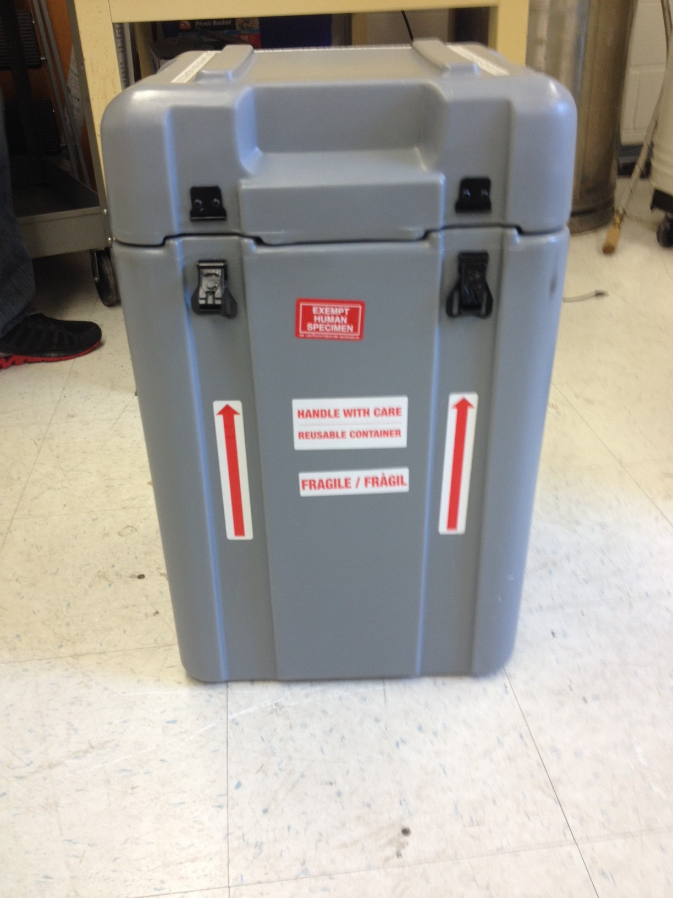 EXEMPT
HUMAN
SPECIMEN
HANDLE WITH CARE
REUSABLE CONTAINER
FRAGILE / FRÀGIL